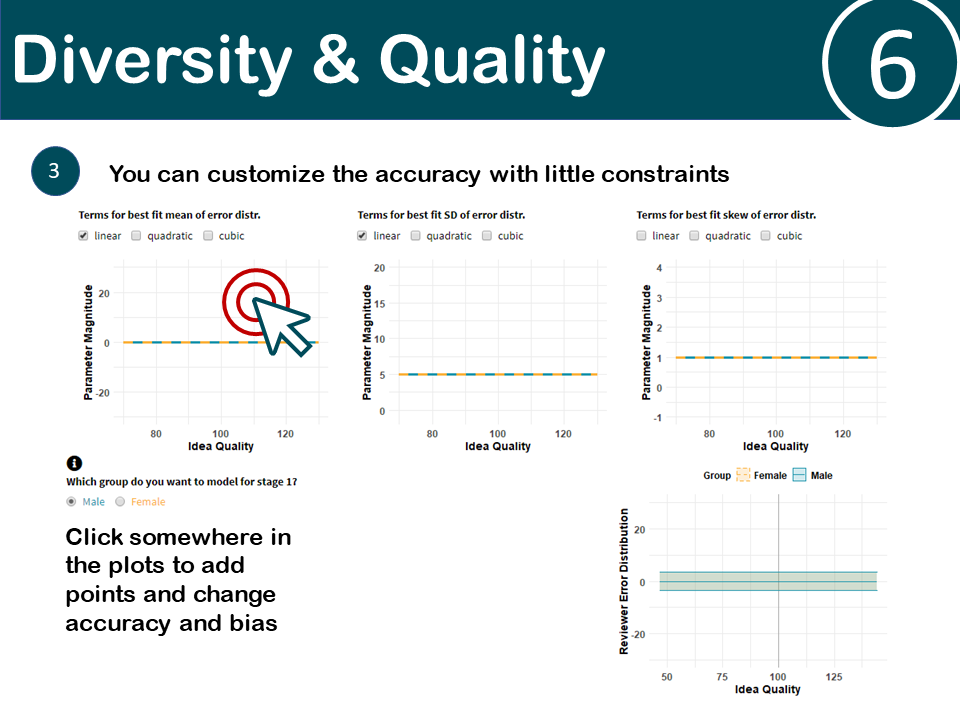 Diversity & Quality
6
3
You can customize the accuracy with little constraints
Terms for best fit mean of error distr.
linear quadratic cubic
Terms for best fit SD of error distr.
linear quadratic cubic
Terms for best fit skew of error distr.
linear quadratic cubic
Parameter Magnitude
20
0
-20
80 100 120
Idea Quality
Parameter Magnitude
20
15
10
5
0
80 100 120
Idea Quality
Parameter Magnitude
4
3
2
1
0
-1
80 100 120
Idea Quality
Which group do you want to model for stage 1?
Male Female
Click somewhere in
the plots to add
points and change
accuracy and bias
Group Female Male
Reviewer Error Distribution
20
0
-20
50 75 100 125
Idea Quality